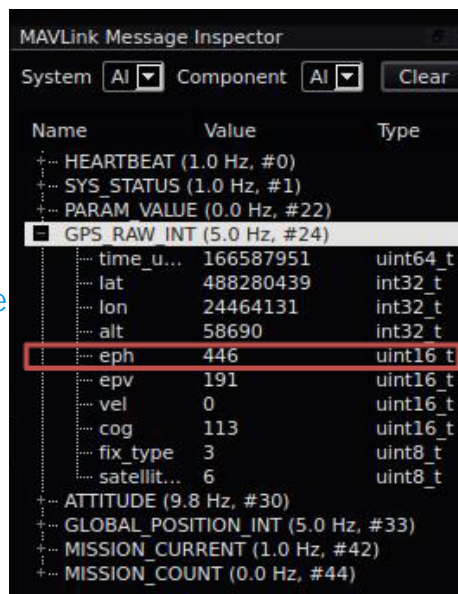 MAVLink Message Inspector
System Al Component Al Clear
Name Value Type
HEARTBEAT (1.0 Hz, #0)
SYS_STATUS (1.0 Hz, #1)
PARAM_VALUE (0.0 Hz, #22)
GPS_RAW_INT (5.0 Hz, #24)
time_u... 166587951 uint64_t
lat 488280439 int32_t
lon 24464131 int32_t
alt 58690 int32_t
eph 446 uint16_t
epv 191 uint16_t
vel 0 uint16_t
cog 113 uint16_t
fix_type 3 uint8_t
satellit... 6 uint8_t
ATTITUDE (9.8 Hz, #30)
GLOBAL_POSITION_INT (5.0 Hz, #33)
MISSION_CURRENT (1.0 Hz, #42)
MISSION_COUNT (0.0 Hz, #44)